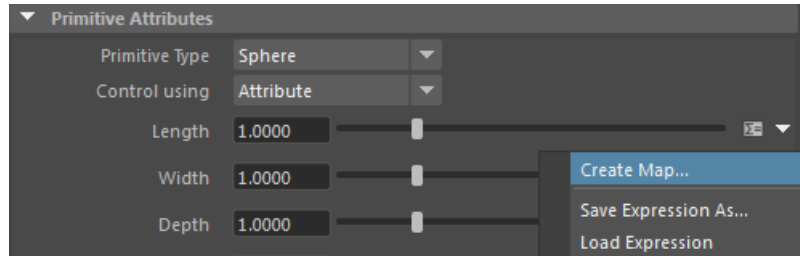 Primitive Attributes
Primitive Type Sphere
Control using Attribute
Length 1.0000
Create Map...
Width 1.0000
Save Expression As...
Depth 1.0000
Load Expression